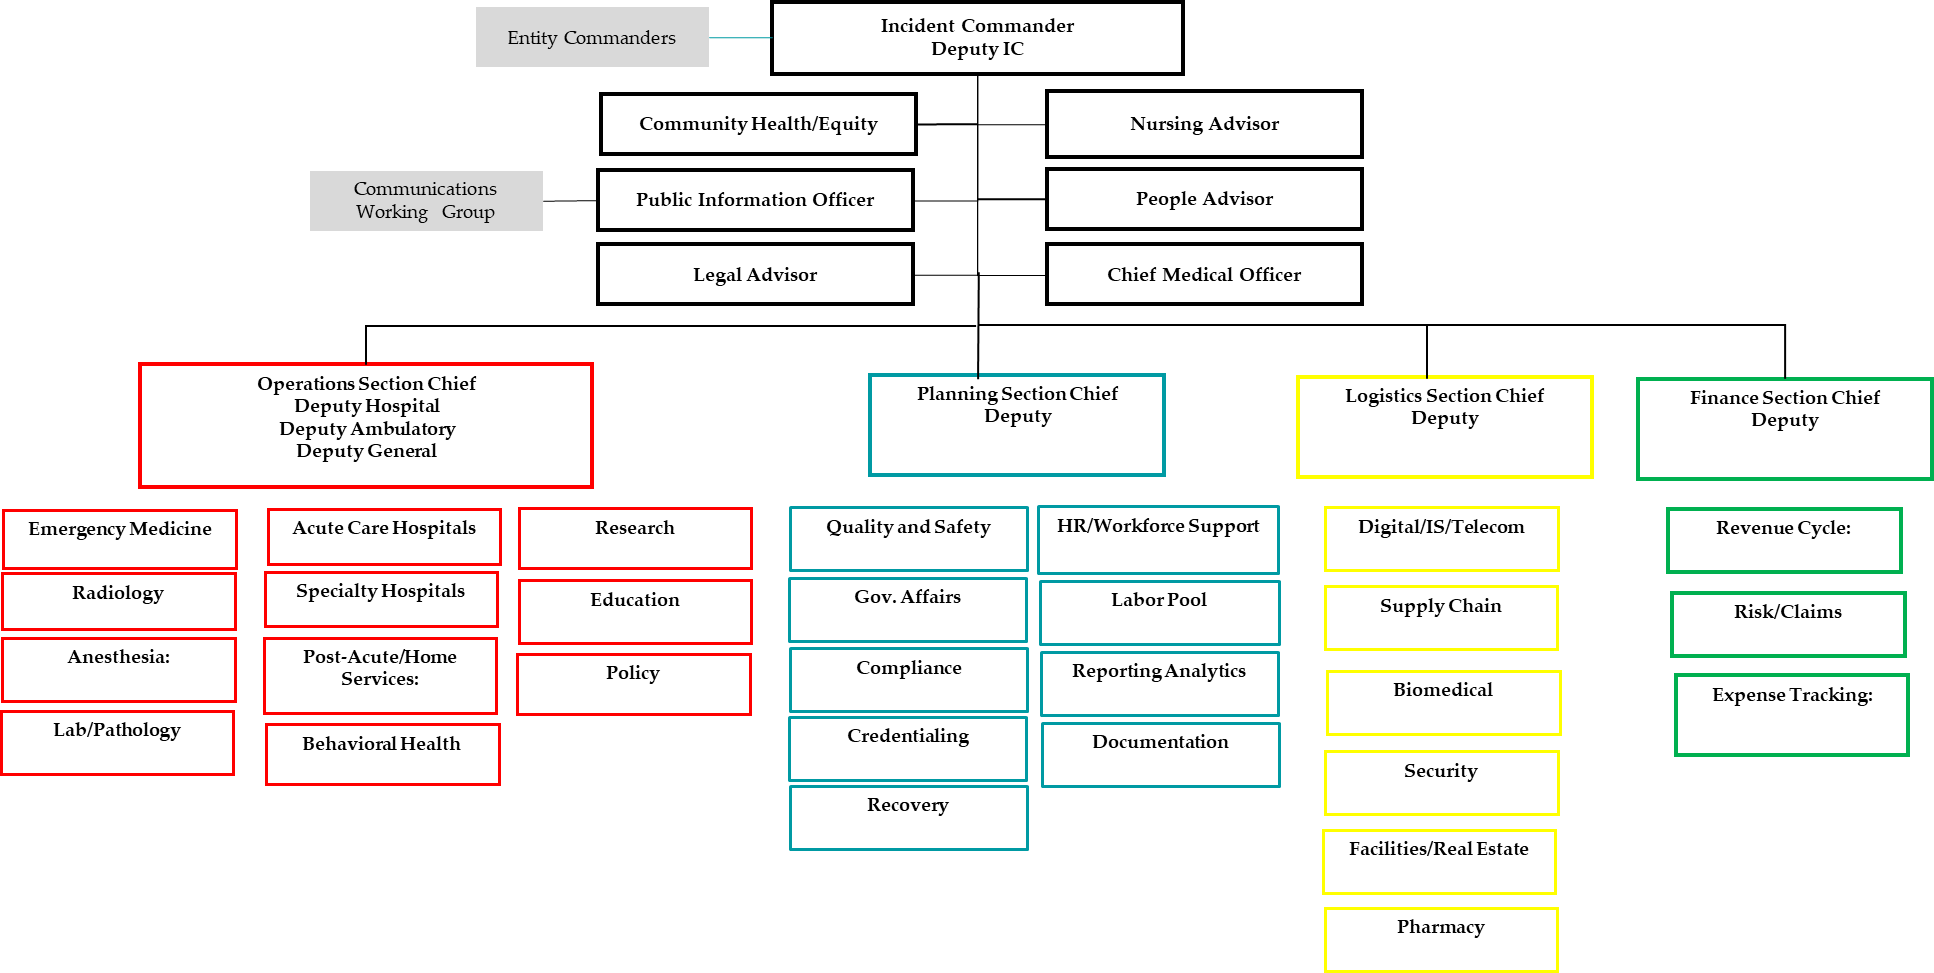 Entity Commanders
Incident Commander
Deputy IC
Community Health/Equity
Nursing Advisor
Communications
Working Group
Public Information Officer
People Advisor
Legal Advisor
Chief Medical Officer
Operations Section Chief
Deputy Hospital
Deputy Ambulatory
Deputy General
Planning Section Chief
Deputy
Logistics Section Chief
Deputy
Finance Section Chief
Deputy
Emergency Medicine
Radiology
Anesthesia:
Lab/Pathology
Acute Care Hospitals
Specialty Hospitals
Post-Acute/Home
Services:
Behavioral Health
Research
Education
Policy
Quality and Safety
Gov. Affairs
Compliance
Credentialing
Recovery
HR/Workforce Support
Labor Pool
Reporting Analytics
Documentation
Digital/IS/Telecom
Supply Chain
Biomedical
Security
Facilities/Real Estate
Pharmacy
Revenue Cycle:
Risk/Claims
Expense Tracking: